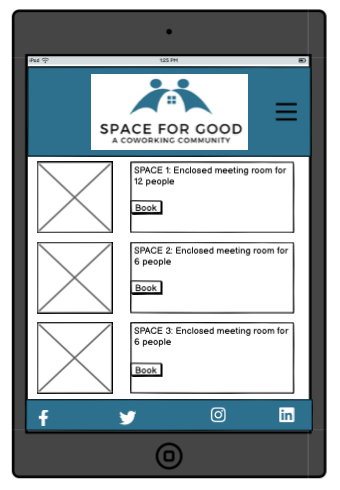 iPad
1:25 PM
SPACE FOR GOOD
A COWORKING COMMUNITY
SPACE 1: Enclosed meeting room for
12 people
Book
SPACE 2: Enclosed meeting room for
6 people
Book
SPACE 3: Enclosed meeting room for
6 people
Book